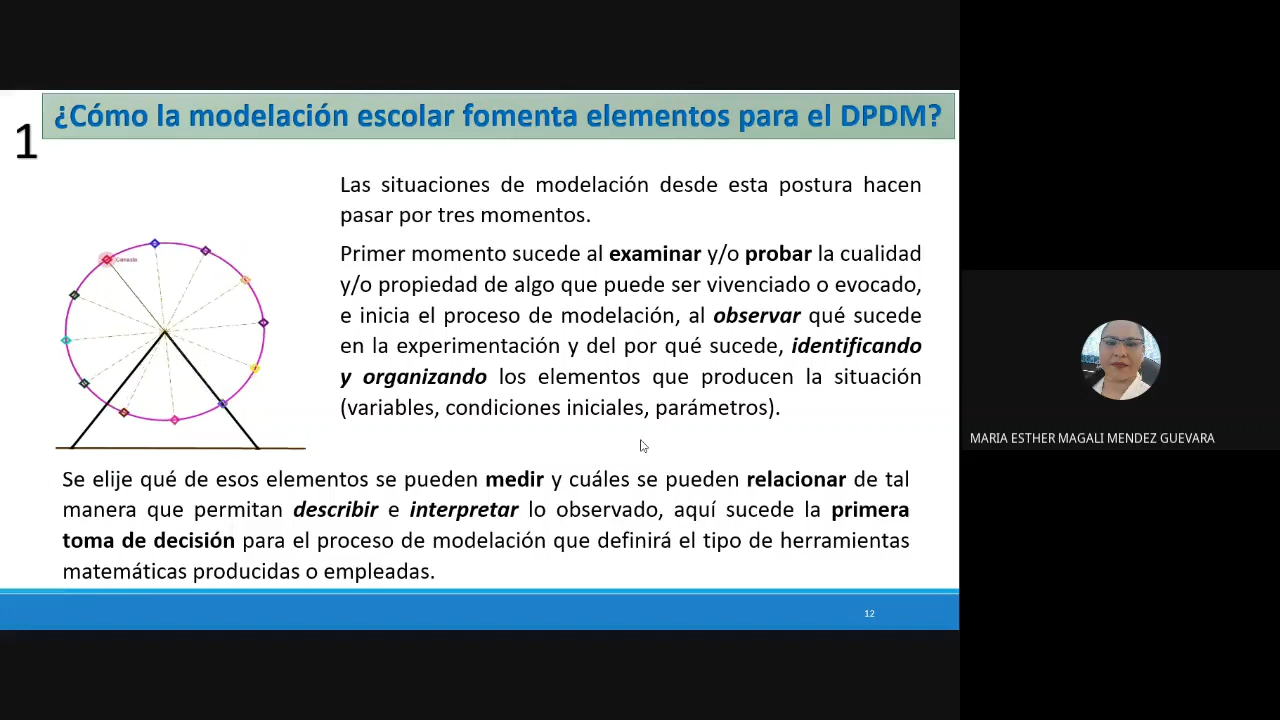 ¿Cómo la modelación escolar fomenta elementos para el DPDM?
1
Las situaciones de modelación desde esta postura hacen
pasar por tres momentos.
Primer momento sucede al examinar y/o probar la cualidad
y/o propiedad de algo que puede ser vivenciado o evocado,
e inicia el proceso de modelación, al observar qué sucede
en la experimentación y del por qué sucede, identificando
y organizando los elementos que producen la situación
(variables, condiciones iniciales, parámetros).
Se elije qué de esos elementos se pueden medir y cuáles se pueden relacionar de tal
manera que permitan describir e interpretar lo observado, aquí sucede la primera
toma de decisión para el proceso de modelación que definirá el tipo de herramientas
matemáticas producidas o empleadas.
12
MARIA ESTHER MAGALI MENDEZ GUEVARA